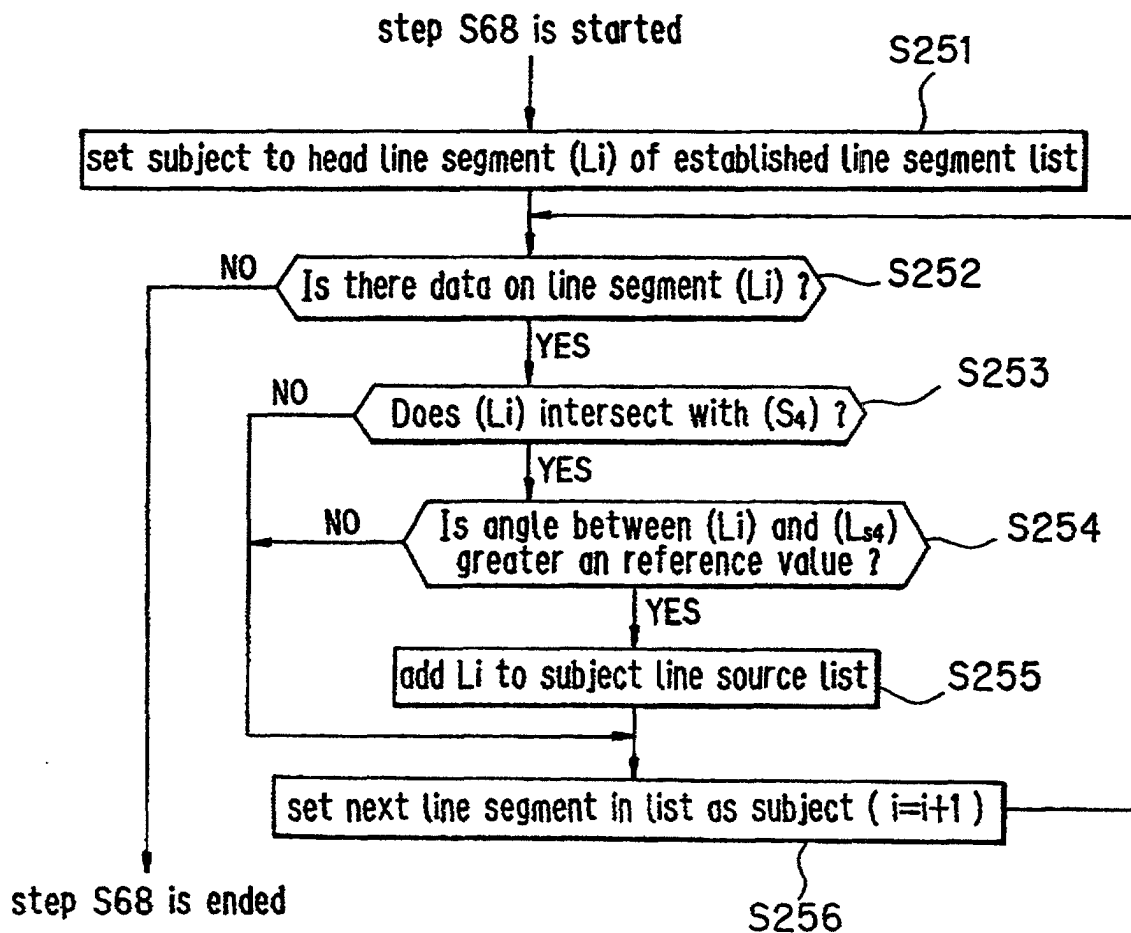 step S68 is started
S251
set subject to head line segment (Li) of established line segment list
NO
Is there data on line segment (Li) ?
S252
YES
S253
NO
Does (Li) intersect with (S4) ?
YES
NO
Is angle between (Li) and (Ls4)
greater an reference value ?
S254
YES
add Li to subject line source list
S255
set next line segment in list as subject ( i=i+1 )
step S68 is ended
S256